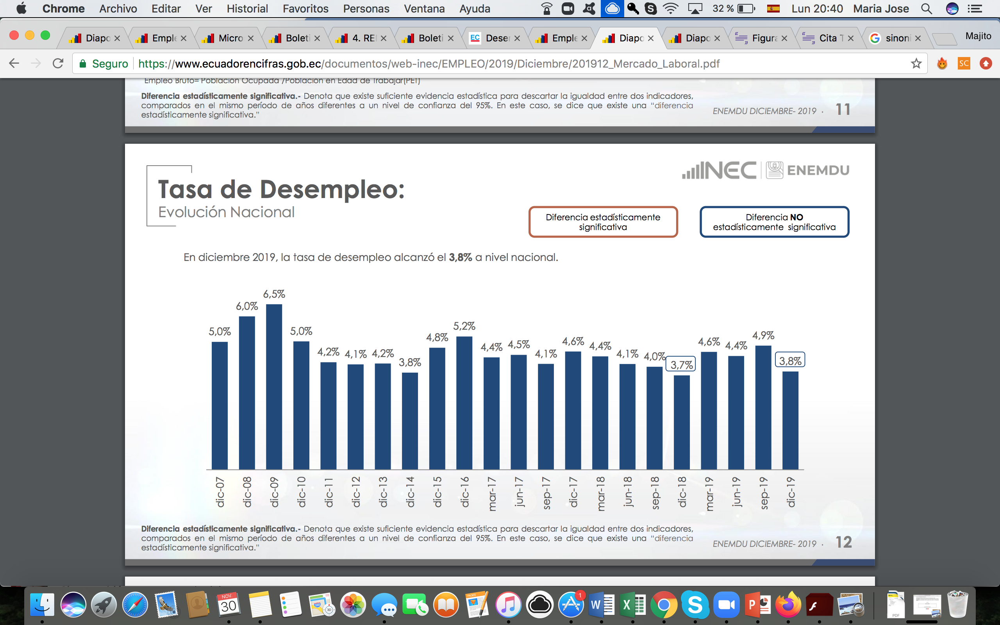 Chrome Archivo Editar Ver Historial Favoritos Personas Ventana Ayuda 32 % Lun 20:40 Maria Jose
Diapo Emple Micro Boleti 4. RE Boleti EC Deser Emple Diapo Diapo Figura Cita T sinoni Majito
Seguro https://www.ecuadorencifras.gob.ec/documentos/web-inec/EMPLEO/2019/Diciembre/201912_Mercado_Laboral.pdf SC
Empleo Bruto= Población Ocupada /Población en Edad de Trabajar(PET)
Diferencia estadísticamente significativa.- Denota que existe suficiente evidencia estadística para descartar la igualdad entre dos indicadores,
comparados en el mismo período de años diferentes a un nivel de confianza del 95%. En este caso, se dice que existe una “diferencia
estadísticamente significativa.”
ENEMDU DICIEMBRE- 2019 · 11
INEC ENEMDU
Tasa de Desempleo:
Evolución Nacional
Diferencia estadísticamente
significativa
Diferencia NO
estadísticamente significativa
En diciembre 2019, la tasa de desempleo alcanzó el 3,8% a nivel nacional.
5,0% 6,0% 6,5% 5,0% 4,2% 4,1% 4,2% 3,8% 4,8% 5,2% 4,4% 4,5% 4,1% 4,6% 4,4% 4,1% 4,0% 3,7% 4,6% 4,4% 4,9% 3,8%
dic-07 dic-08 dic-09 dic-10 dic-11 dic-12 dic-13 dic-14 dic-15 dic-16 mar-17 jun-17 sep-17 dic-17 mar-18 jun-18 sep-18 dic-18 mar-19 jun-19 sep-19 dic-19
Diferencia estadísticamente significativa.- Denota que existe suficiente evidencia estadística para descartar la igualdad entre dos indicadores,
comparados en el mismo período de años diferentes a un nivel de confianza del 95%. En este caso, se dice que existe una “diferencia
estadísticamente significativa.”
ENEMDU DICIEMBRE- 2019 · 12
NOV.
30
PAGES
1
3D
W X S P
PDF